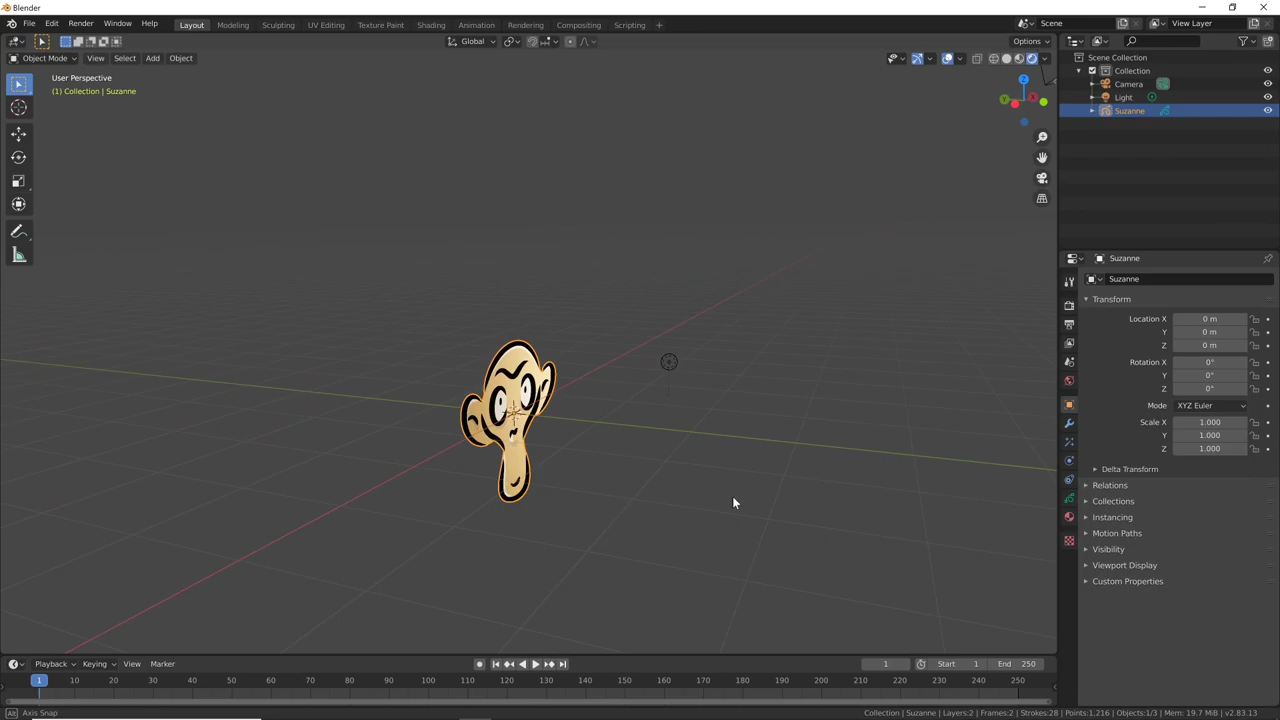 Blender
File Edit Render Window Help Layout Modeling Sculpting UV Editing Texture Paint Shading Animation Rendering Compositing Scripting + Scene View Layer
Global Options
Object Mode View Select Add Object
User Perspective
(1) Collection | Suzanne
Z
Y
X
Scene Collection
Collection
Camera
Light
Suzanne
Suzanne
Suzanne
Transform
Location X 0 m
Y 0 m
Z 0 m
Rotation X 0°
Y 0°
Z 0°
Mode XYZ Euler
Scale X 1.000
Y 1.000
Z 1.000
Delta Transform
Relations
Collections
Instancing
Motion Paths
Visibility
Viewport Display
Custom Properties
Playback Keying View Marker 1 Start 1 End 250
1 10 20 30 40 50 60 70 80 90 100 110 120 130 140 150 160 170 180 190 200 210 220 230 240 250
Alt Axis Snap Collection | Suzanne | Layers:2 | Frames:2 | Strokes:28 | Points:1,216 | Objects:1/3 | Mem: 19.7 MiB | v2.83.13